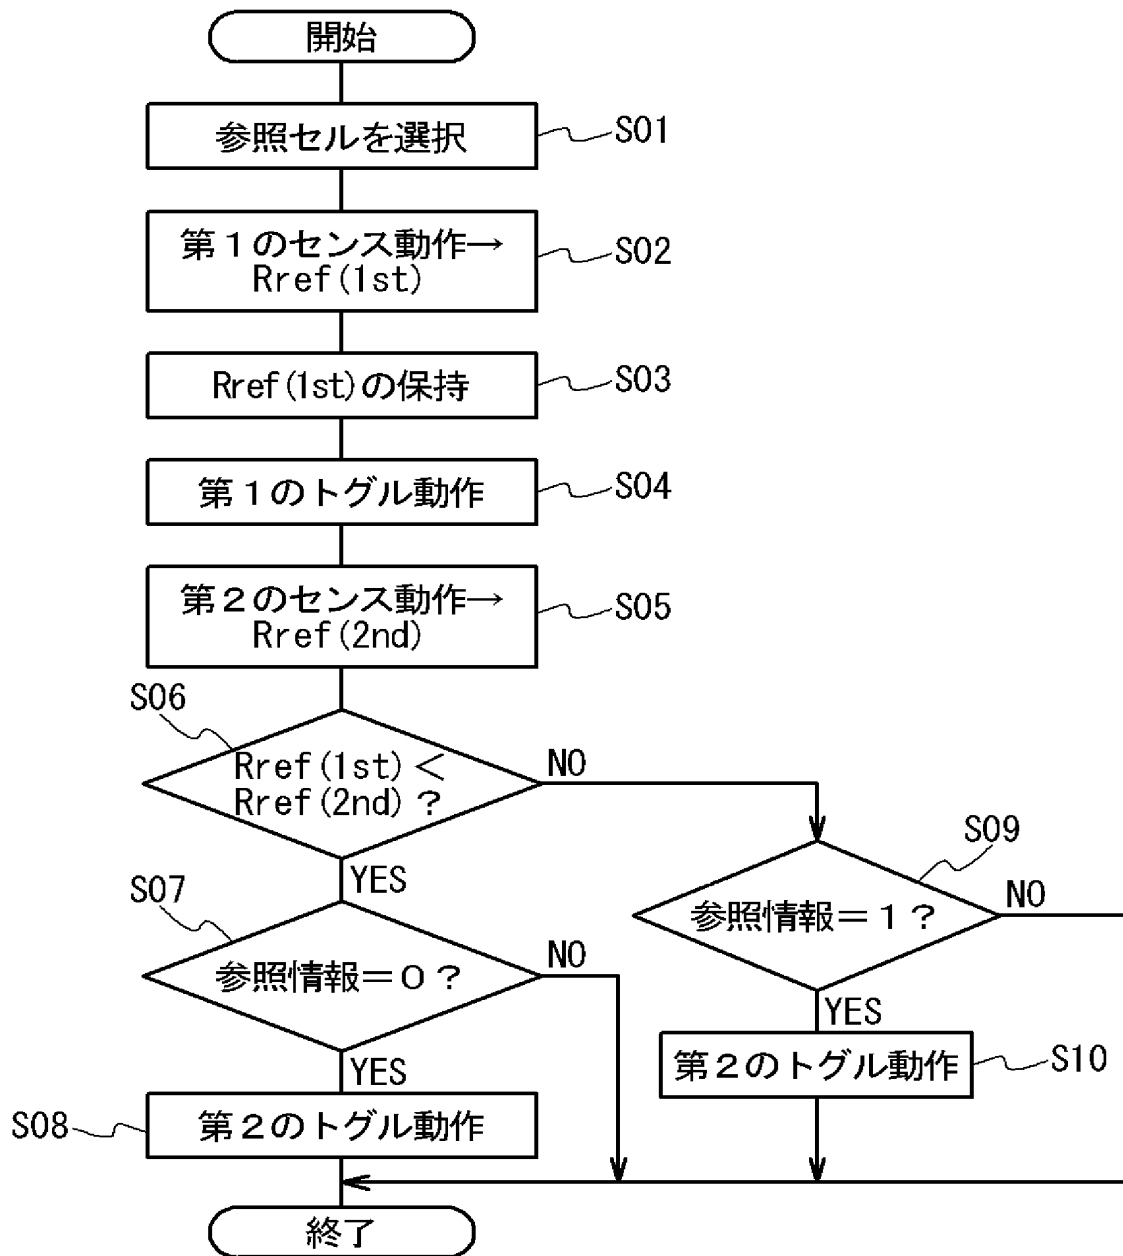 開始
参照セルを選択
S01
第1のセンス動作→
Rref(1st)
S02
Rref(1st)の保持
S03
第1のトグル動作
S04
第2のセンス動作→
Rref(2nd)
S05
S06
Rref(1st)<
Rref(2nd)?
NO
YES
S09
参照情報=1?
NO
YES
S07
参照情報=0?
NO
YES
第2のトグル動作
S10
S08
第2のトグル動作
終了